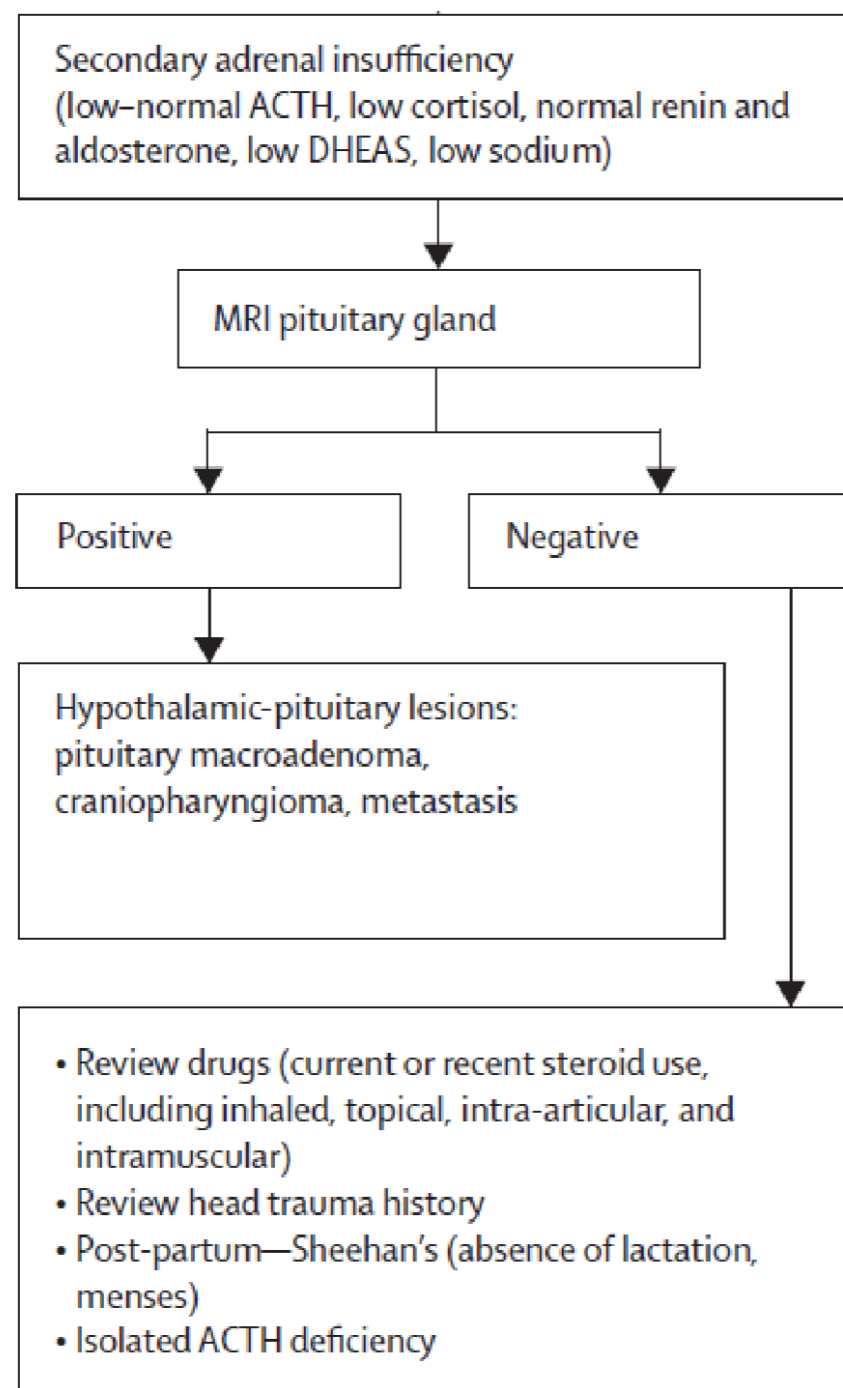 Secondary adrenal insufficiency
(low–normal ACTH, low cortisol, normal renin and
aldosterone, low DHEAS, low sodium)
MRI pituitary gland
Positive
Negative
Hypothalamic-pituitary lesions:
pituitary macroadenoma,
craniopharyngioma, metastasis
• Review drugs (current or recent steroid use,
including inhaled, topical, intra-articular, and
intramuscular)
• Review head trauma history
• Post-partum—Sheehan's (absence of lactation,
menses)
• Isolated ACTH deficiency